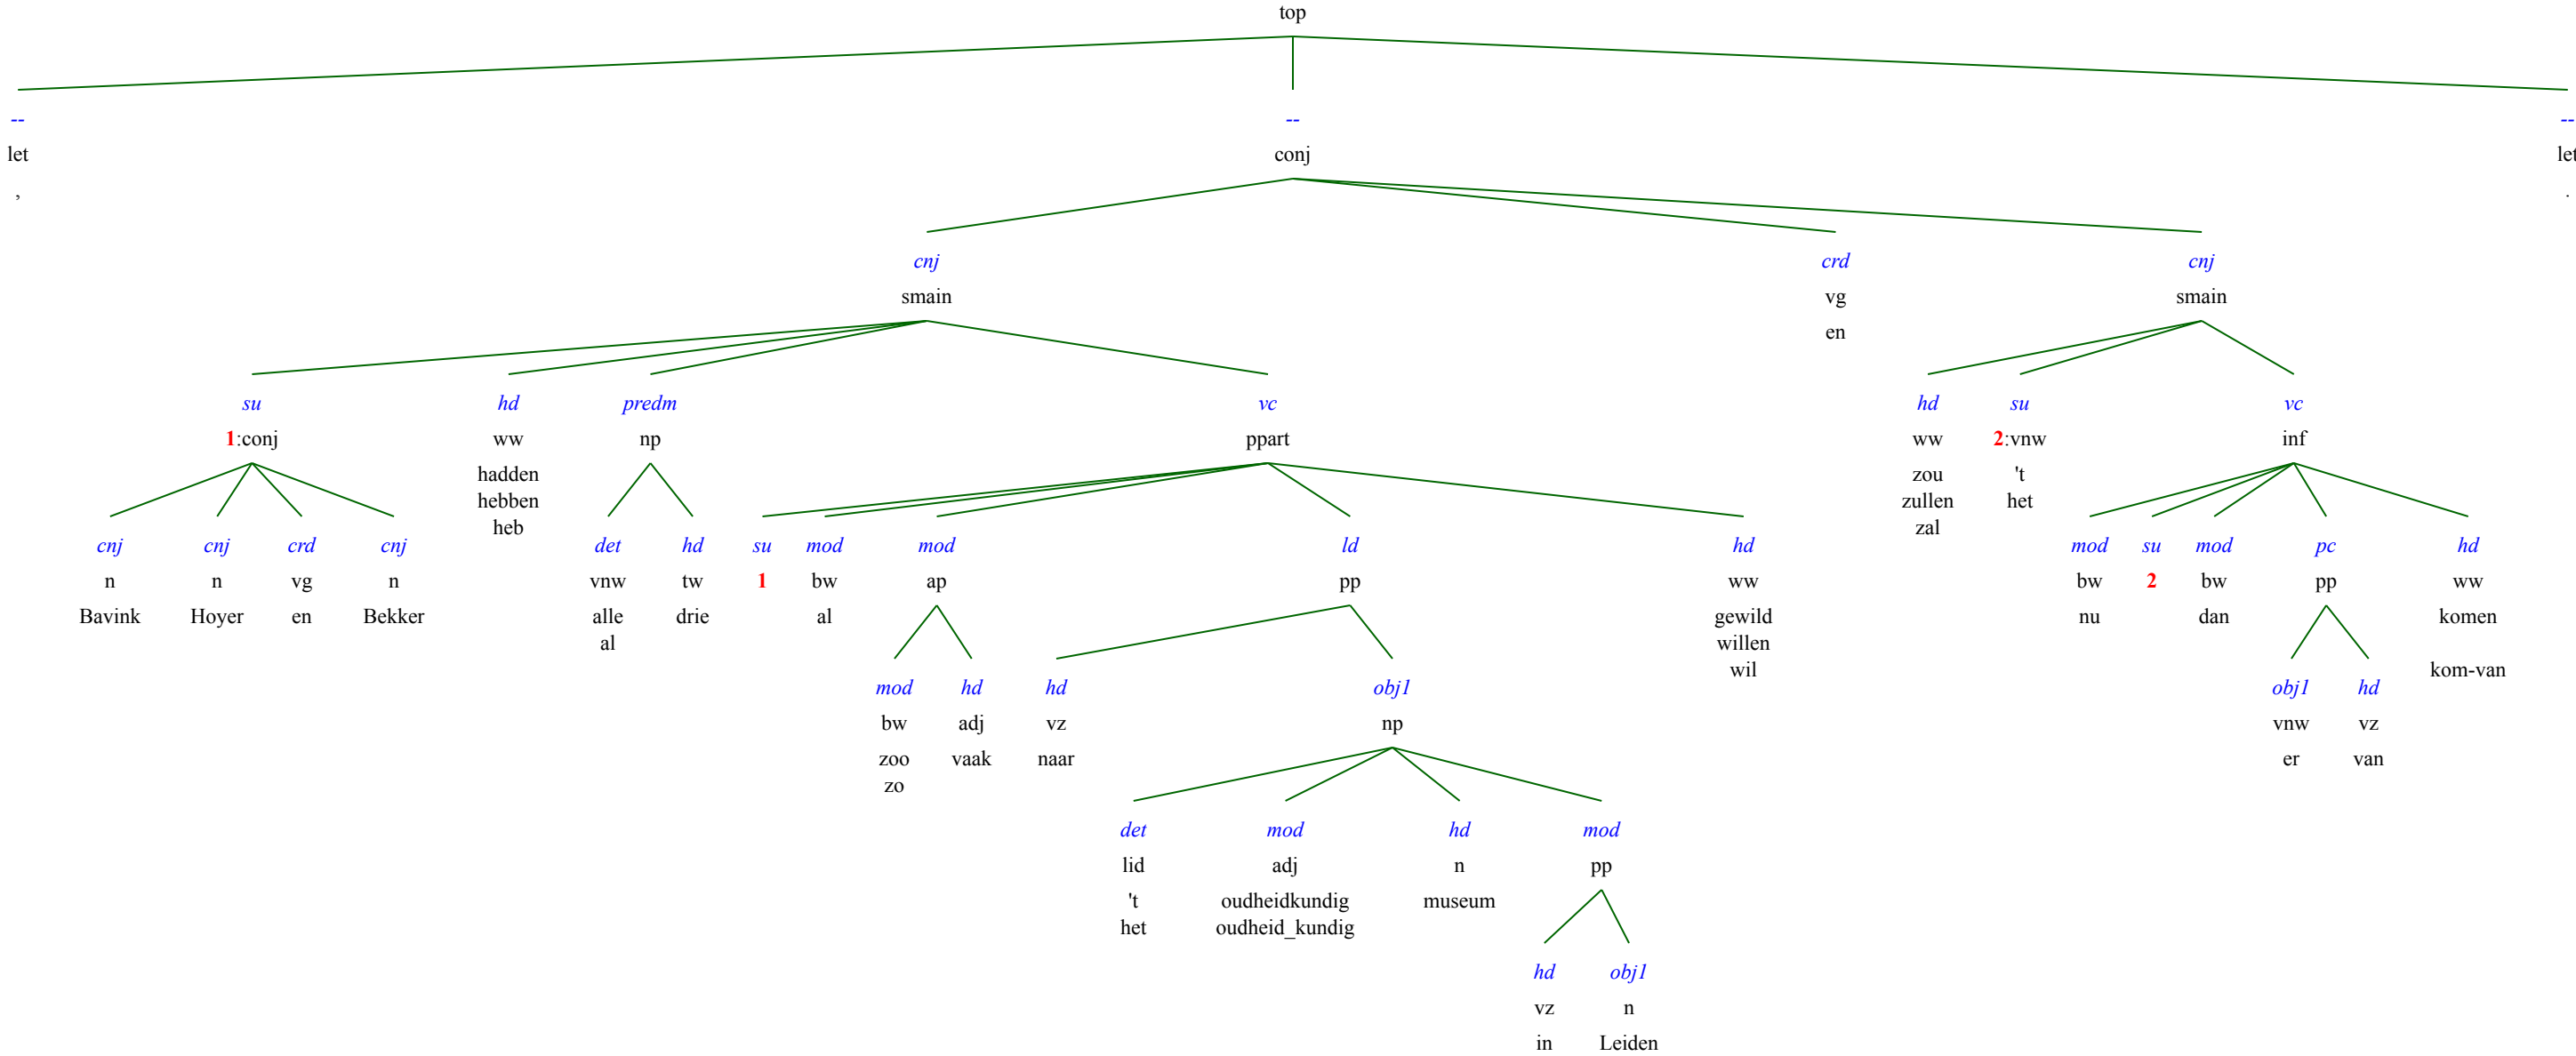 top
-- -- --
let conj let
, .
cnj crd cnj
smain vg smain
en
su hd predm vc hd su vc
1:conj ww np ppart ww 2:vnw inf
hadden zou 't
hebben zullen het
heb zal
cnj cnj crd cnj det hd su mod mod ld hd mod su mod pc hd
n n vg n vnw tw 1 bw ap pp ww bw 2 bw pp ww
Bavink Hoyer en Bekker alle drie al gewild nu dan komen
al willen
wil kom-van
mod hd hd obj1 obj1 hd
bw adj vz np vnw vz
zoo vaak naar er van
zo
det mod hd mod
lid adj n pp
't oudheidkundig museum
het oudheid_kundig
hd obj1
vz n
in Leiden